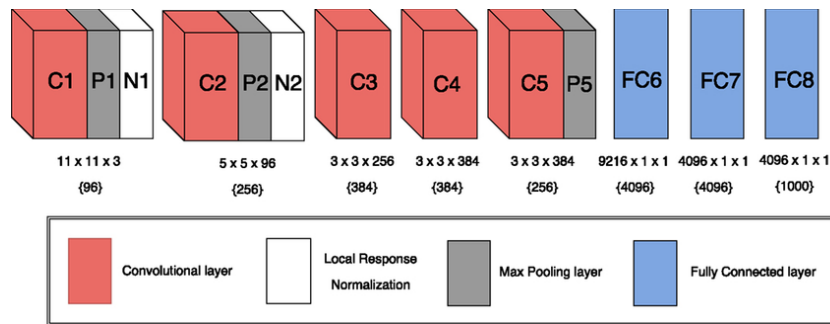 C1 P1 N1 C2 P2 N2 C3 C4 C5 P5 FC6 FC7 FC8
11 x 11 x 3 5 x 5 x 96 3 x 3 x 256 3 x 3 x 384 3 x 3 x 384 9216 x 1 x 1 4096 x 1 x 1 4096 x 1 x 1
{96} {256} {384} {384} {256} {4096} {4096} {1000}
Convolutional layer
Local Response
Normalization
Max Pooling layer
Fully Connected layer